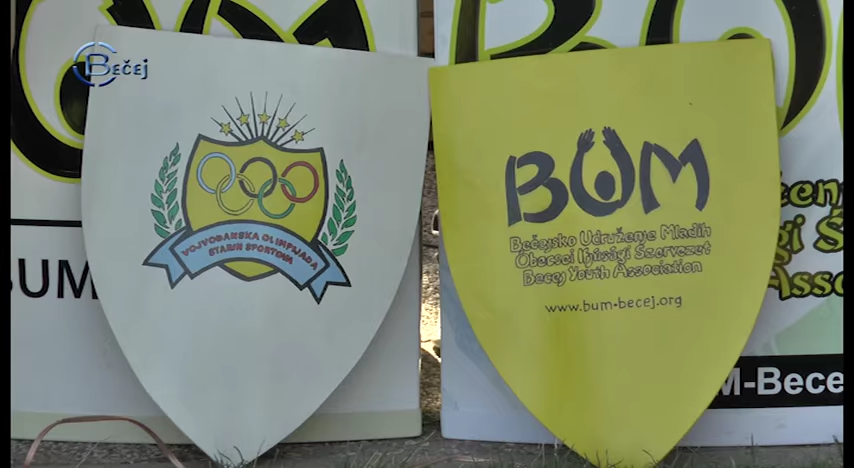 Bečej
VOJVOĐANSKA OLIMPIJADA
STARIH SPORTOVA
BUM
Bečejsko Udruženje Mladih
Óbecsei Ifjúsági Szervezet
Becej Youth Association
www.bum-becej.org
BUM
M-Bece